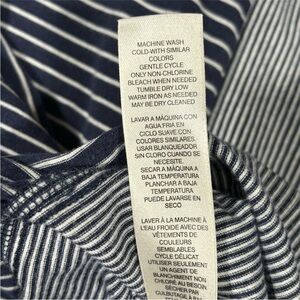 MACHINE WASH
COLD-WITH SIMILAR
COLORS
GENTLE CYCLE
ONLY NON-CHLORINE
BLEACH WHEN NEEDED
TUMBLE DRY LOW
WARM IRON AS NEEDED
MAY BE DRY CLEANED
LAVAR A MÁQUINA CON
AGUA FRIA EN
CICLO SUAVE CON
COLORES SIMILARES.
USAR BLANQUEADOR
SIN CLORO CUANDO SE
NECESITE.
SECAR A MÁQUINA A
BAJA TEMPERATURA
PLANCHAR A BAJA
TEMPERATURA
PUEDE LAVARSE EN
SECO
LAVER À LA MACHINE À
L'EAU FROIDE AVEC DES
VÊTEMENTS DE
COULEURS
SEMBLABLES
CYCLE DÉLICAT
UTILISER SEULEMENT
UN AGENT DE
BLANCHIMENT NON
CHLORÉ AU BESOIN
SÉCHER PAR
CULBUTAGE À